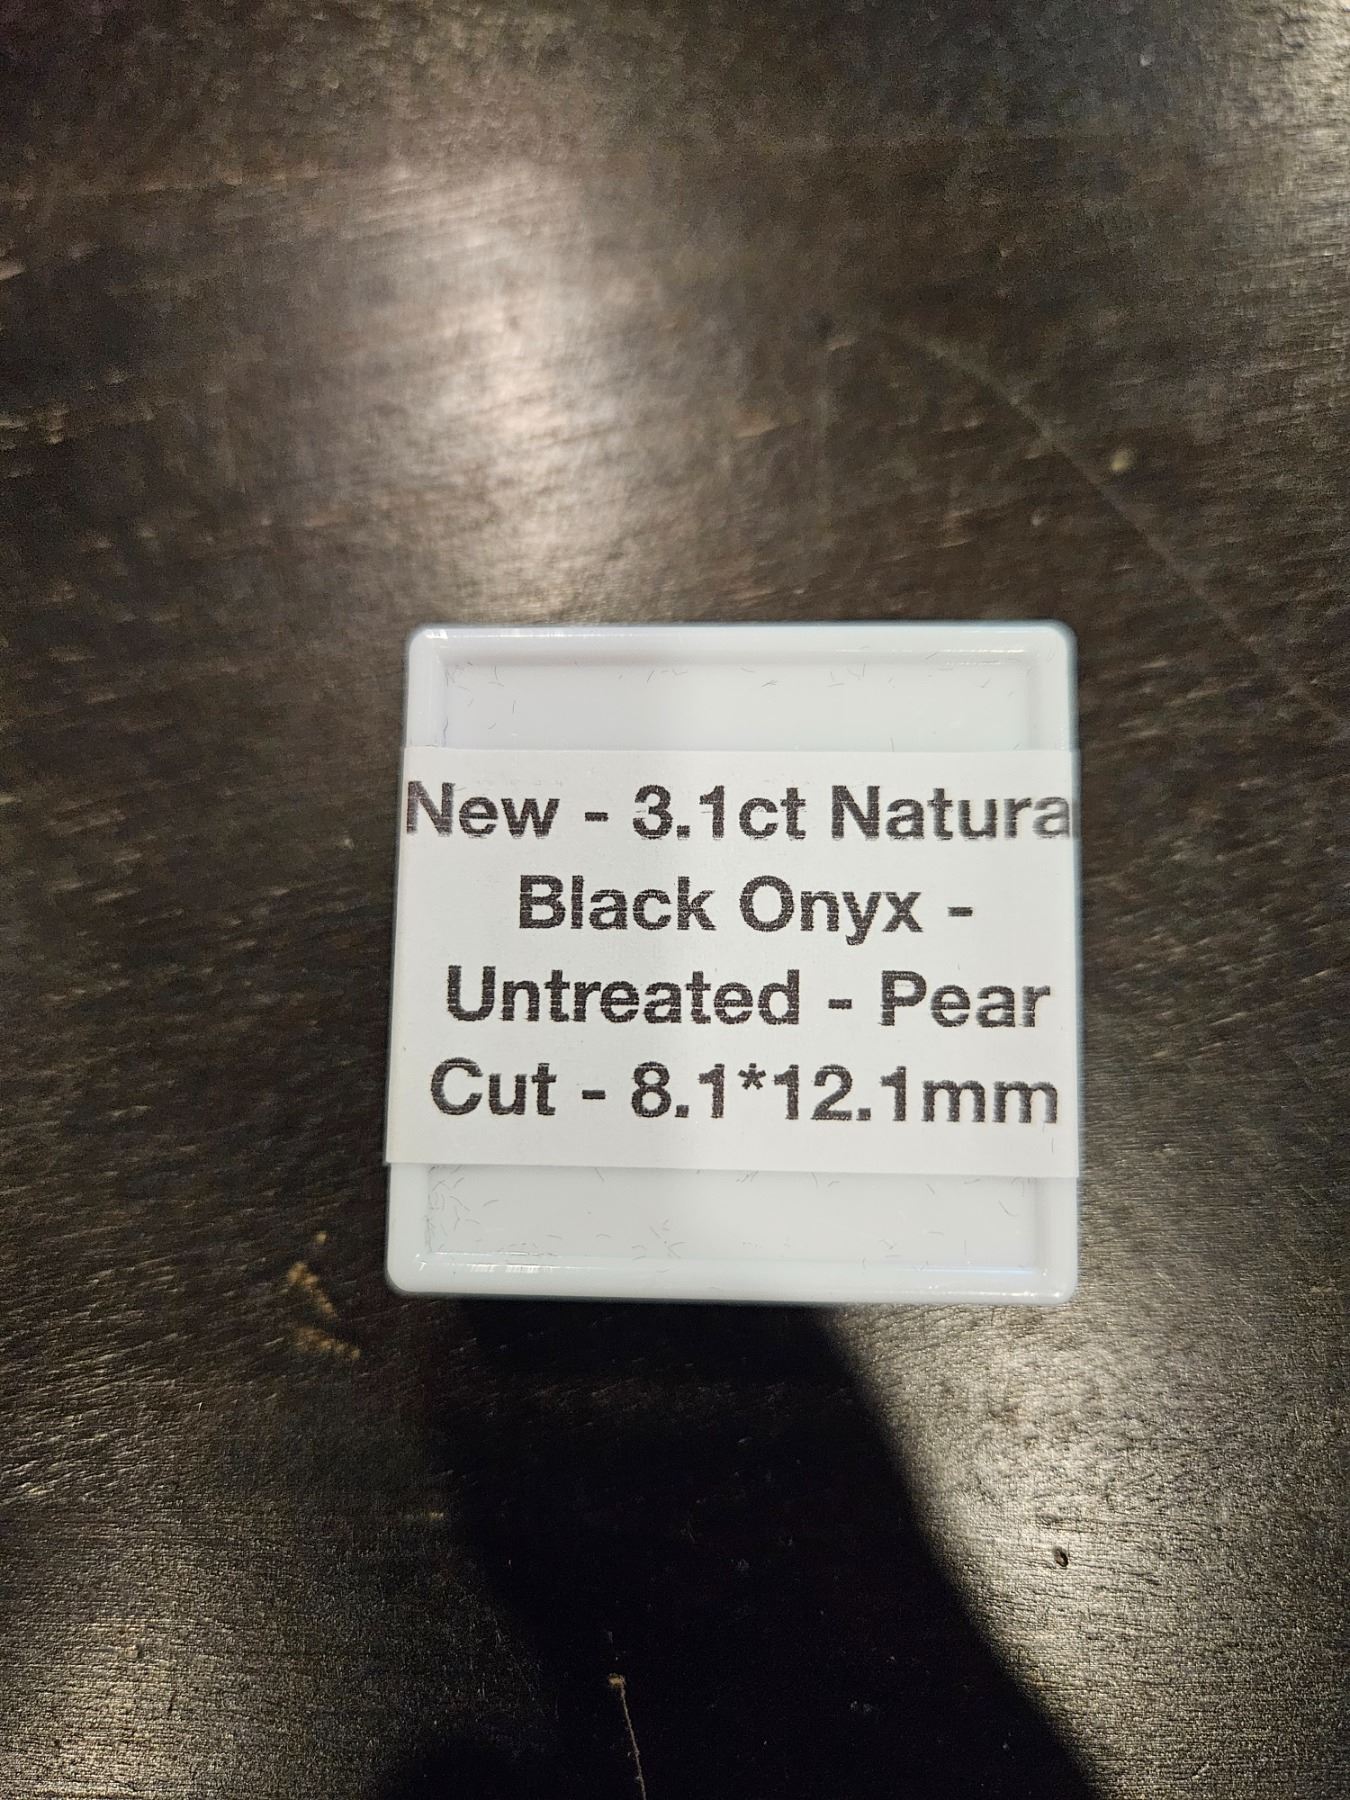 New - 3.1ct Natura
Black Onyx -
Untreated - Pear
Cut - 8.1*12.1mm